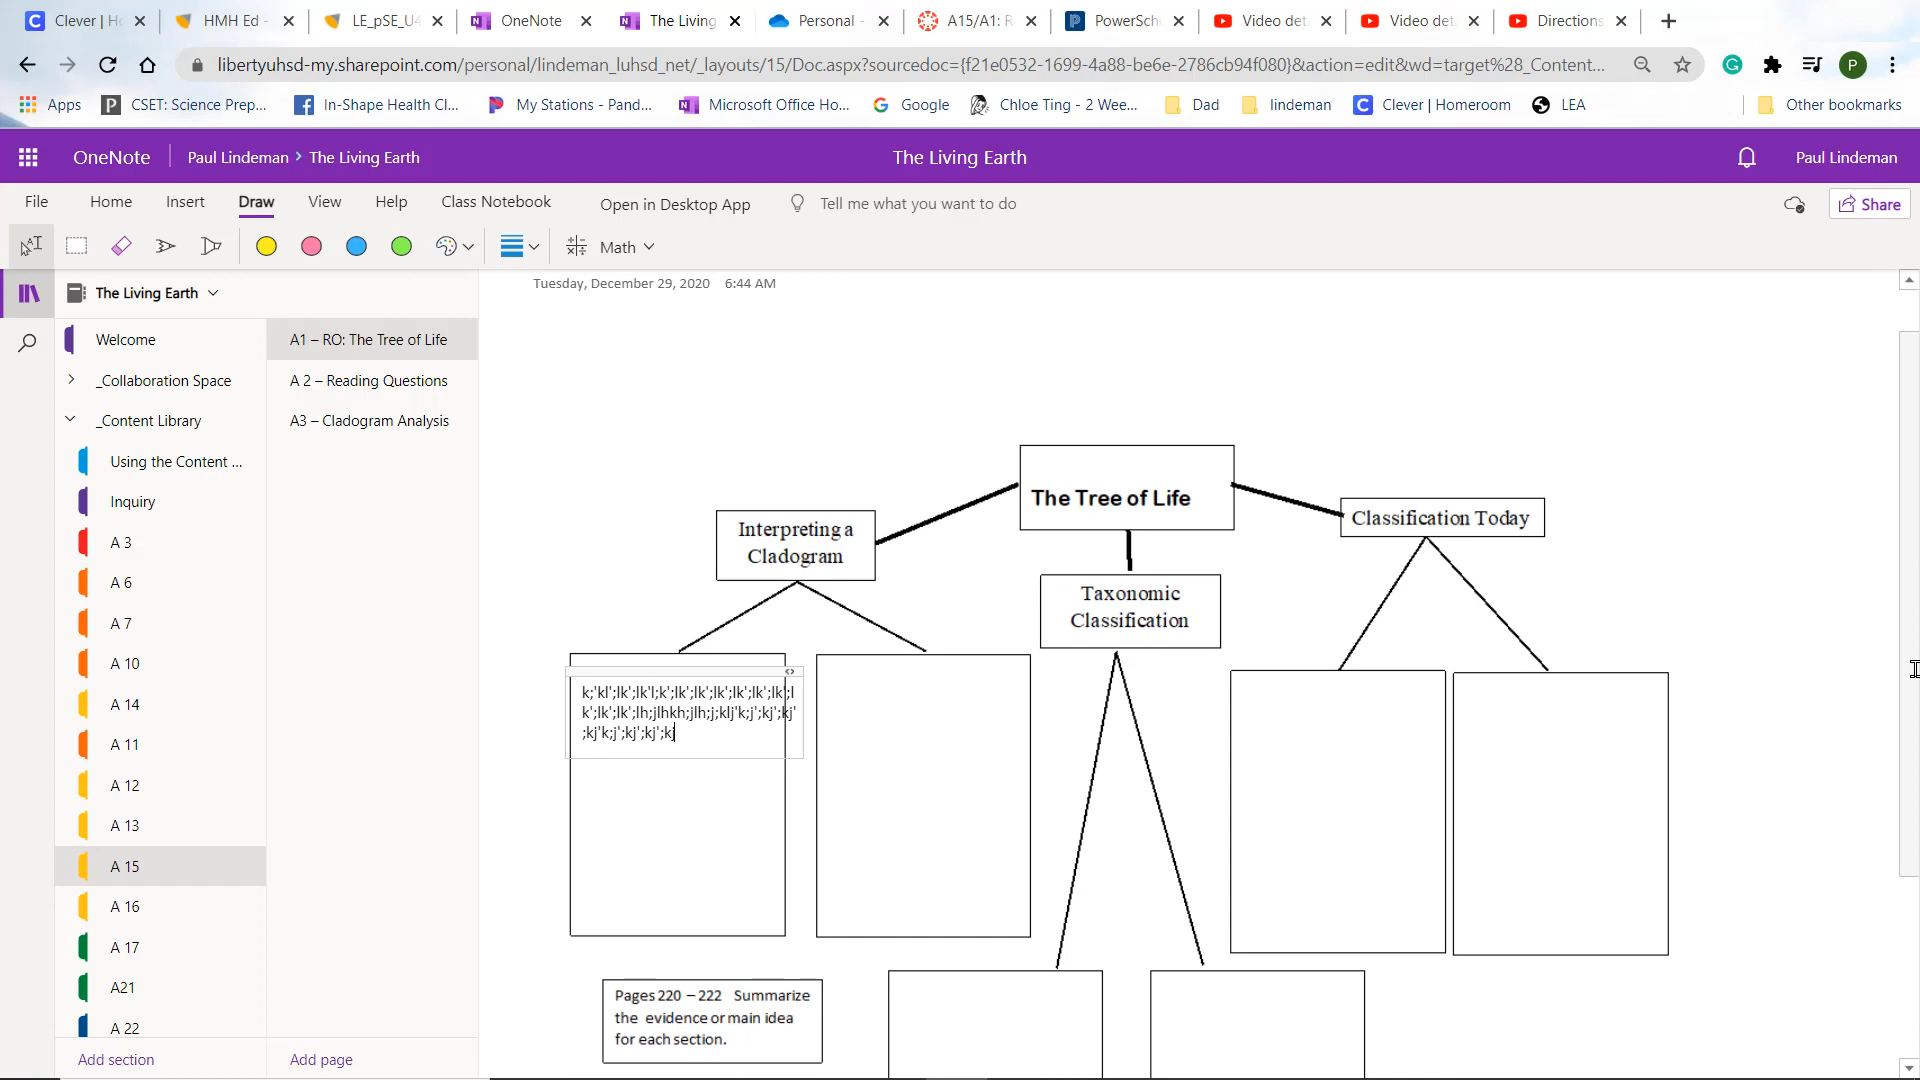 Clever | H
HMH Ed -
LE_pSE_U4
OneNote
The Living
Personal -
A15/A1: R
PowerSch
Video det
Video det
Directions
libertyuhsd-my.sharepoint.com/personal/lindeman_luhsd_net/_layouts/15/Doc.aspx?sourcedoc={f21e0532-1699-4a88-be6e-2786cb94f080}&action=edit&wd=target%28_Content...
P
Apps
CSET: Science Prep...
In-Shape Health Cl...
My Stations - Pand...
Microsoft Office Ho...
Google
Chloe Ting - 2 Wee...
Dad
lindeman
Clever | Homeroom
LEA
Other bookmarks
OneNote
Paul Lindeman > The Living Earth
The Living Earth
Paul Lindeman
File
Home
Insert
Draw
View
Help
Class Notebook
Open in Desktop App
Tell me what you want to do
Share
Math
The Living Earth
Welcome
_Collaboration Space
_Content Library
Using the Content ...
Inquiry
A 3
A 6
A 7
A 10
A 14
A 11
A 12
A 13
A 15
A 16
A 17
A21
A 22
Add section
A1 – RO: The Tree of Life
A 2 – Reading Questions
A3 – Cladogram Analysis
Add page
Tuesday, December 29, 2020 6:44 AM
The Tree of Life
Interpreting a
Cladogram
Classification Today
Taxonomic
Classification
k;'kl';lk';lk'l;k';lk';lk';lk';lk';lk';lk';l
k';lk';lk';lh;jlhkh;jlh;j;klj'k;j';kj';kj'
;kj'k;j';kj';kj';kj
Pages 220 – 222 Summarize
the evidence or main idea
for each section.